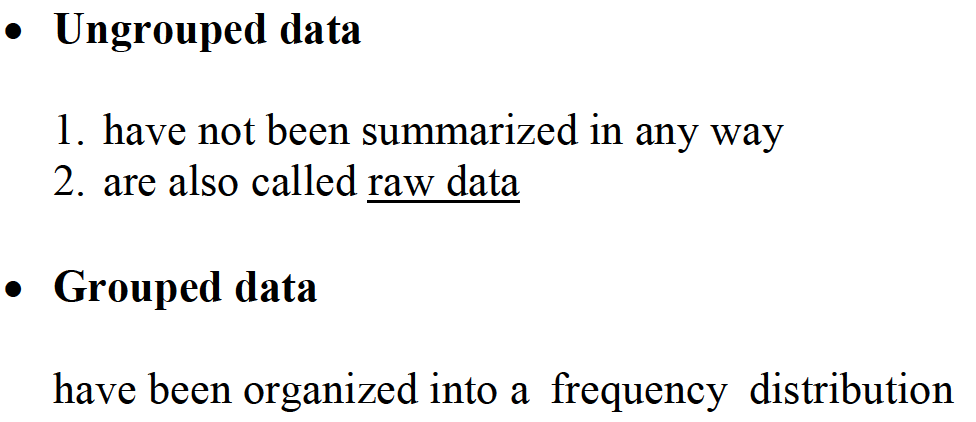 • Ungrouped data
1. have not been summarized in any way
2. are also called raw data
• Grouped data
have been organized into a frequency distribution